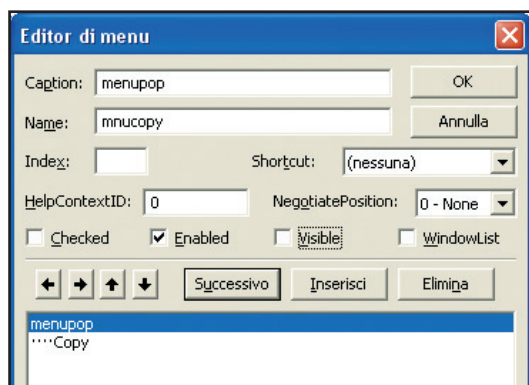 Editor di menu
Caption: menupop OK
Name: mnucopy Annulla
Index: Shortcut: (nessuna)
HelpContextID: 0 NegotiatePosition: 0 - None
Checked Enabled Visible WindowList
Successivo Inserisci Elimina
menupop
····Copy